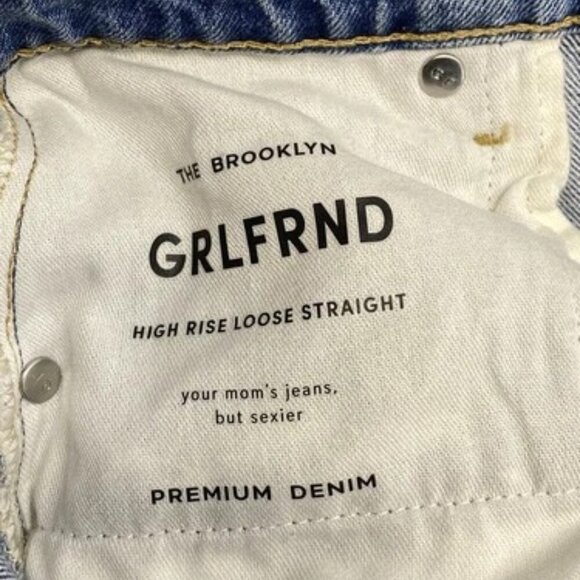 THE BROOKLYN
GRLFRND
HIGH RISE LOOSE STRAIGHT
your mom's jeans,
but sexier
PREMIUM DENIM